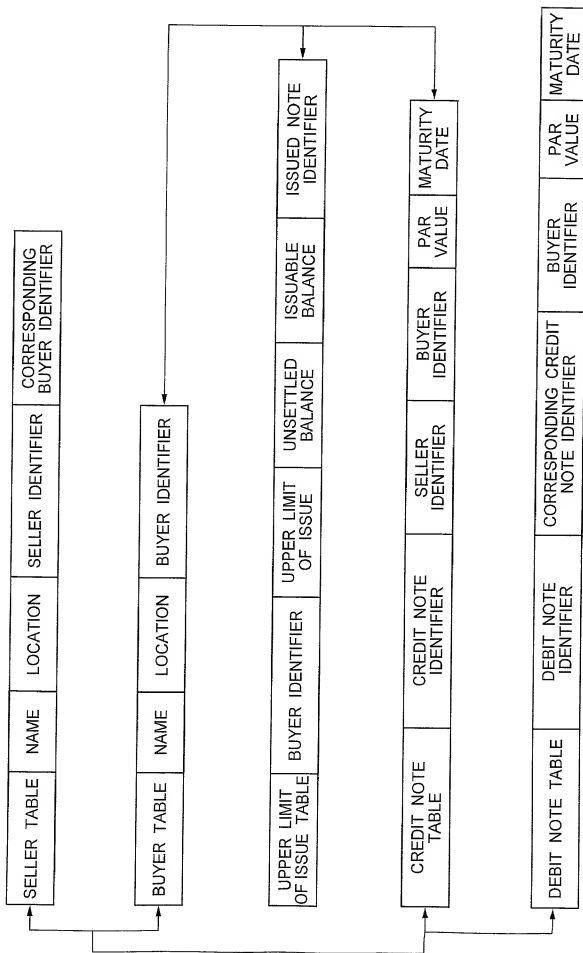 SELLER TABLE
NAME
LOCATION
SELLER IDENTIFIER
CORRESPONDING
BUYER IDENTIFIER
BUYER TABLE
NAME
LOCATION
BUYER IDENTIFIER
UPPER LIMIT
OF ISSUE TABLE
BUYER IDENTIFIER
UPPER LIMIT
OF ISSUE
UNSETTLED
BALANCE
ISSUABLE
BALANCE
ISSUED NOTE
IDENTIFIER
CREDIT NOTE
TABLE
CREDIT NOTE
IDENTIFIER
SELLER
IDENTIFIER
BUYER
IDENTIFIER
PAR
VALUE
MATURITY
DATE
DEBIT NOTE TABLE
DEBIT NOTE
IDENTIFIER
CORRESPONDING CREDIT
NOTE IDENTIFIER
BUYER
IDENTIFIER
PAR
VALUE
MATURITY
DATE